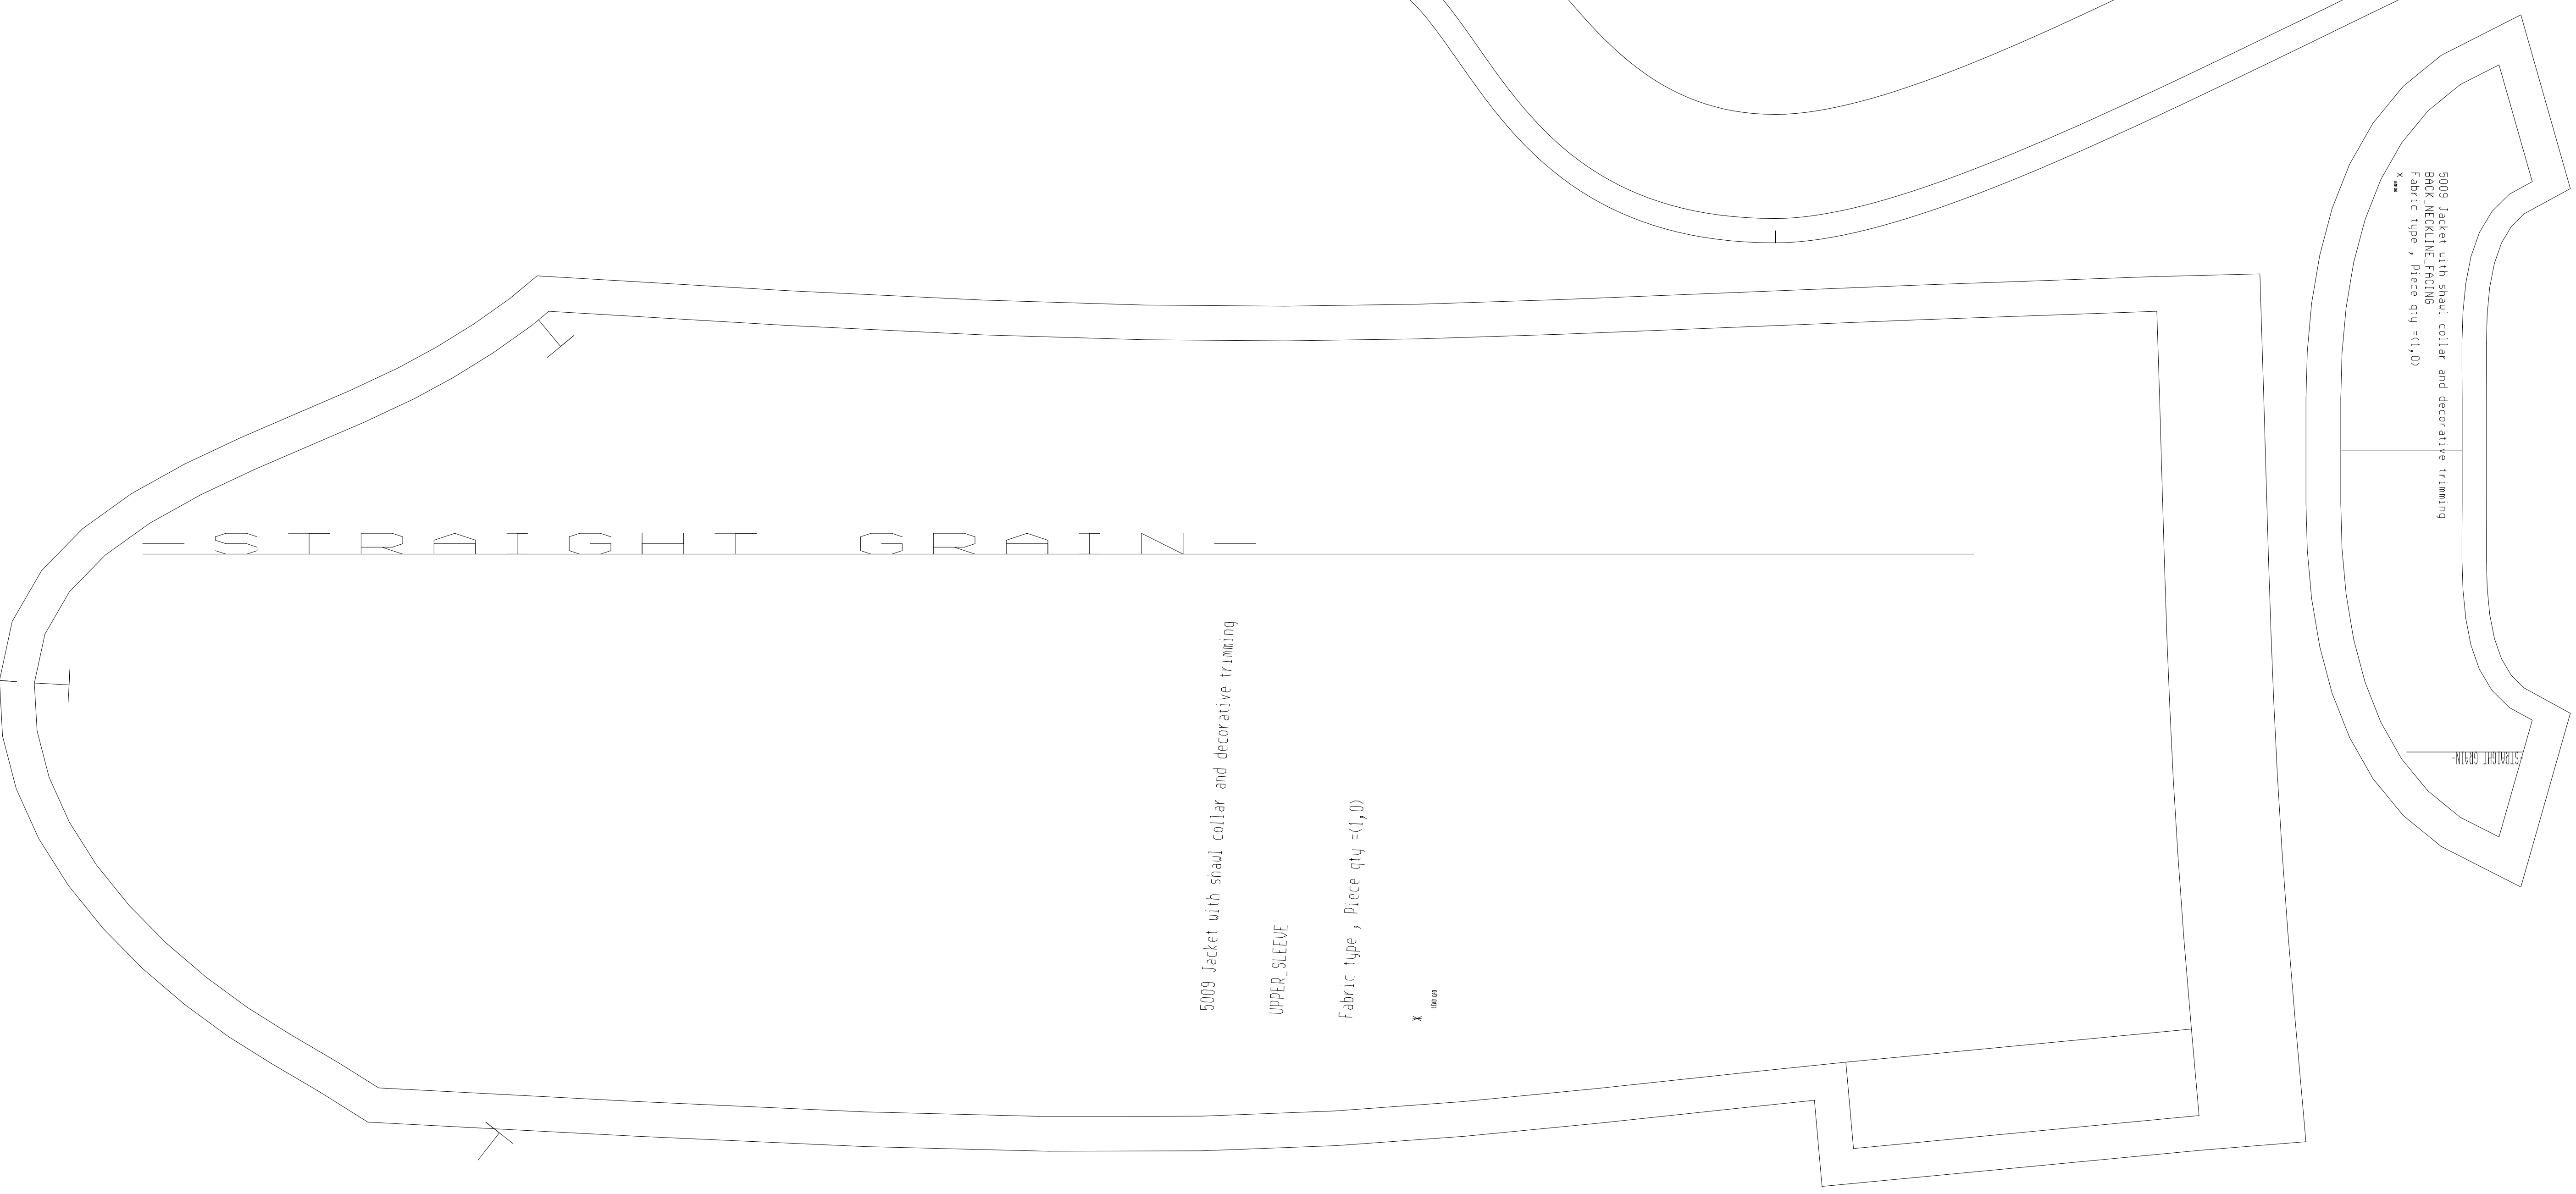 -STRAIGHT GRAIN-
5009 Jacket with shawl collar and decorative trimming
UPPER_SLEEVE
Fabric type , Piece qty =(1,0)
5009 Jacket with shawl collar and decorative trimming
BACK_NECKLINE_FACING
Fabric type , Piece qty =(1,0)
-STRAIGHT GRAIN-